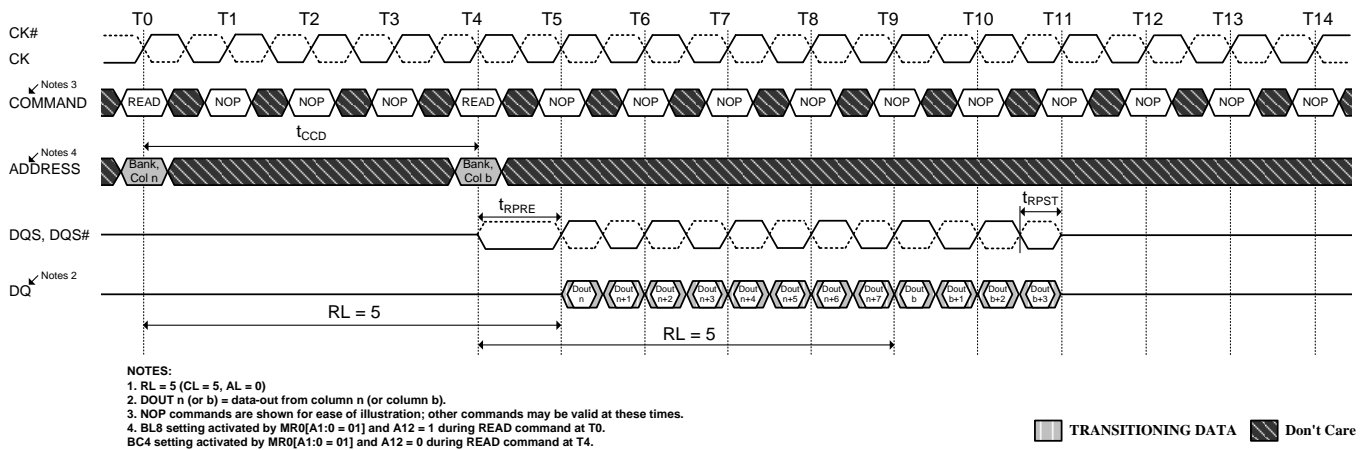 T0 T1 T2 T3 T4 T5 T6 T7 T8 T9 T10 T11 T12 T13 T14
CK#
CK
Notes 3
COMMAND READ NOP NOP NOP READ NOP NOP NOP NOP NOP NOP NOP NOP NOP NOP
tCCD
Notes 4
ADDRESS Bank, Col n Bank, Col b
tRPRE tRPST
DQS, DQS#
Notes 2
DQ Dout n Dout n+1 Dout n+2 Dout n+3 Dout n+4 Dout n+5 Dout n+6 Dout n+7 Dout b Dout b+1 Dout b+2 Dout b+3
RL = 5
RL = 5
NOTES:
1. RL = 5 (CL = 5, AL = 0)
2. DOUT n (or b) = data-out from column n (or column b).
3. NOP commands are shown for ease of illustration; other commands may be valid at these times.
4. BL8 setting activated by MR0[A1:0 = 01] and A12 = 1 during READ command at T0.
BC4 setting activated by MR0[A1:0 = 01] and A12 = 0 during READ command at T4.
TRANSITIONING DATA Don't Care